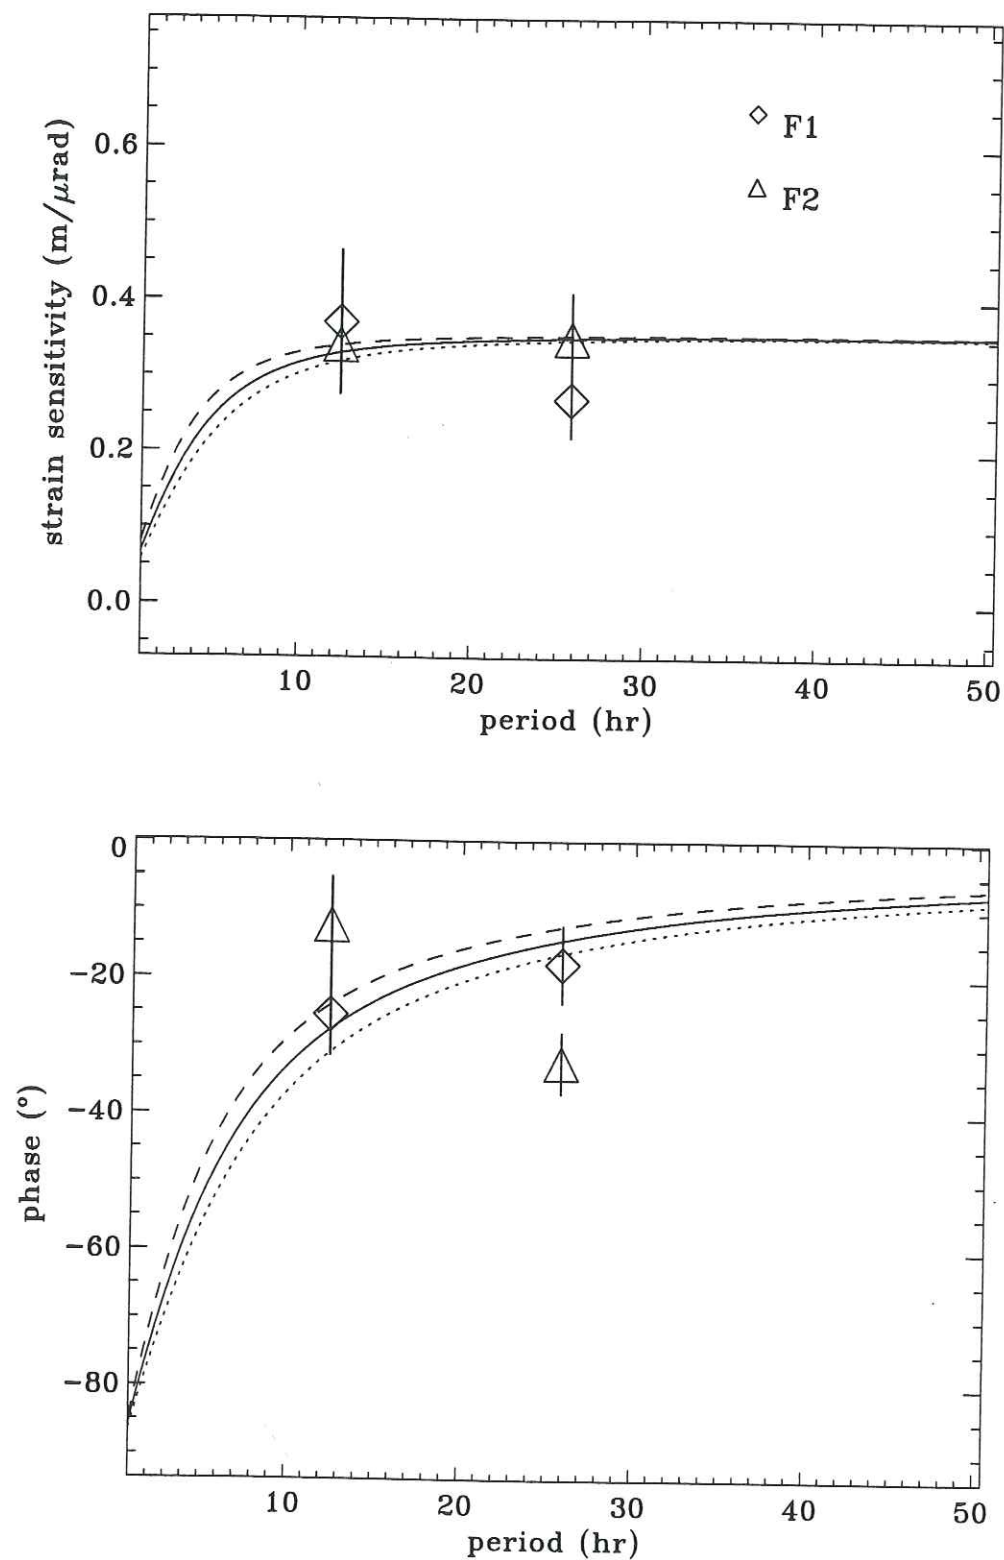 strain sensitivity (m/μrad)
0.6
0.4
0.2
0.0
F1
F2
10 20 30 40 50
period (hr)
phase (°)
0
−20
−40
−60
−80
10 20 30 40 50
period (hr)